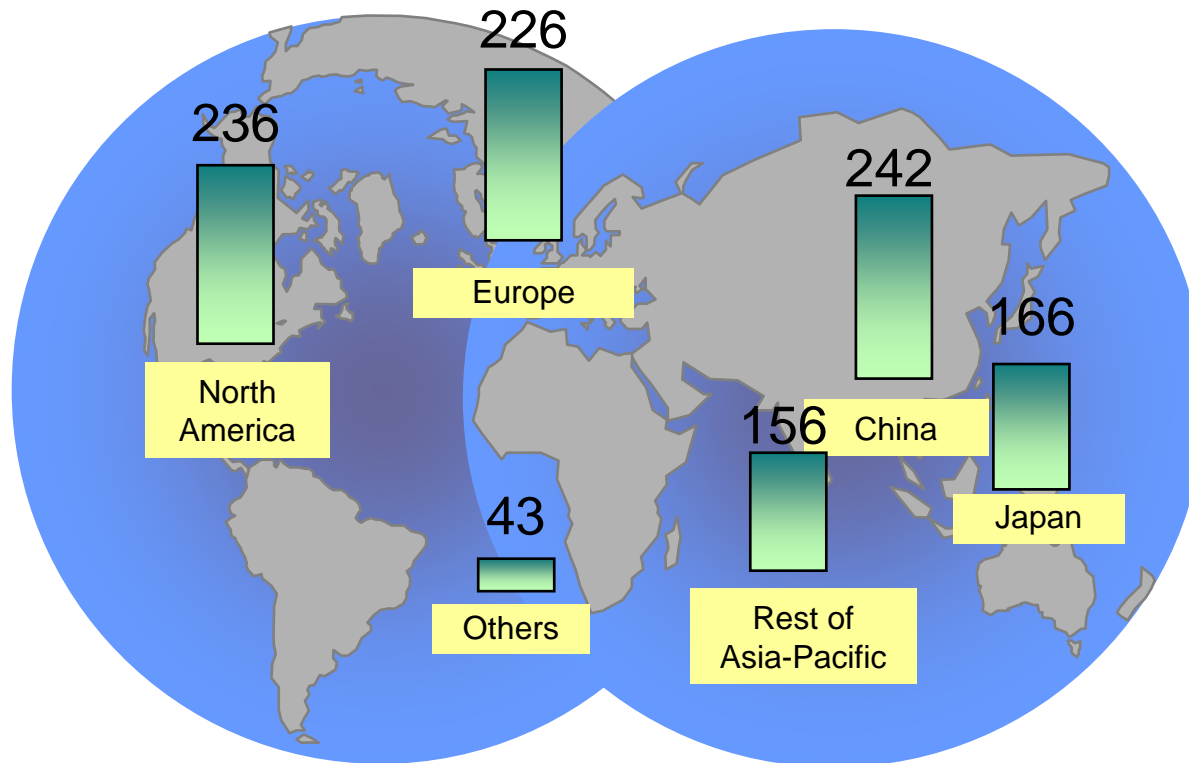 226
Europe
236
North
America
242
China
166
Japan
156
Rest of
Asia-Pacific
43
Others